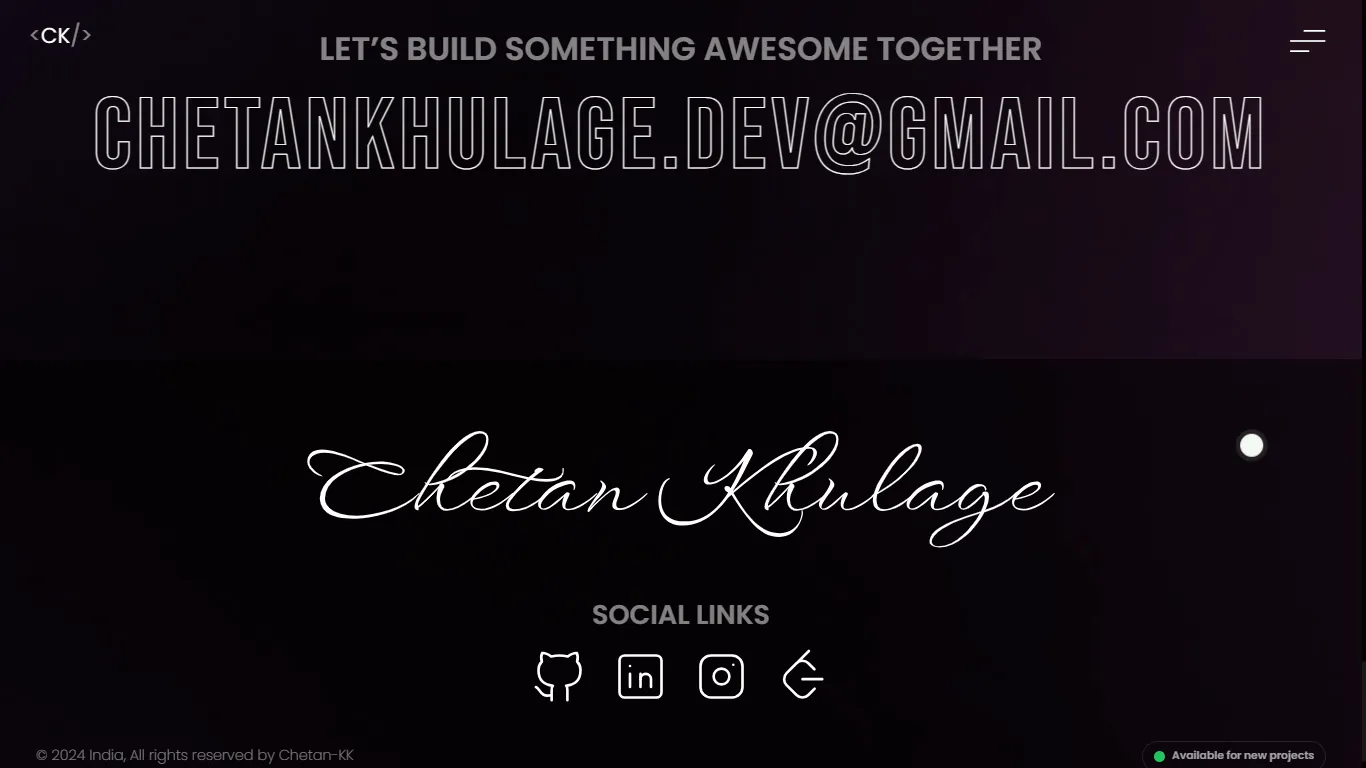 <CK/>
LET’S BUILD SOMETHING AWESOME TOGETHER
CHETANKHULAGE.DEV@GMAIL.COM
Chetan Khulage
SOCIAL LINKS
in
© 2024 India, All rights reserved by Chetan-KK
Available for new projects